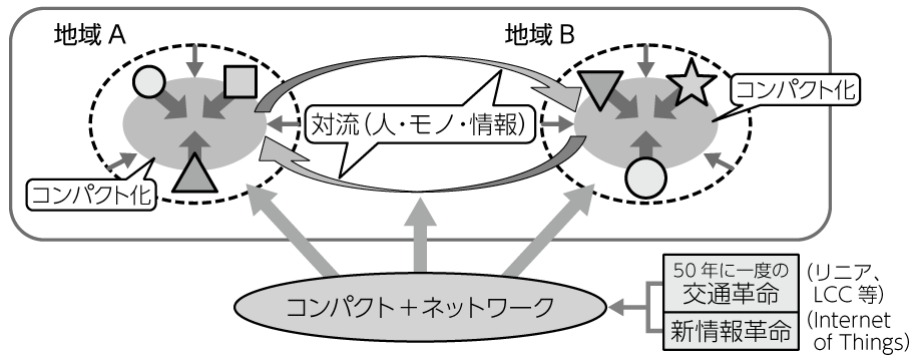 地域 A
地域 B
コンパクト化
対流(人・モノ・情報)
コンパクト化
50 年に一度の
交通革命
(リニア、
LCC 等)
コンパクト+ネットワーク
新情報革命
(Internet
of Things)